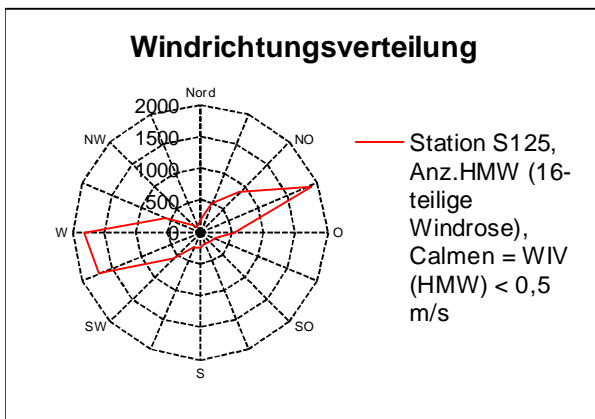 Windrichtungsverteilung
Nord
2000
1500
1000
500
0
NW
NO
W
O
SW
SO
S
Station S125,
Anz.HMW (16-
teilige
Windrose),
Calmen = WIV
(HMW) < 0,5
m/s